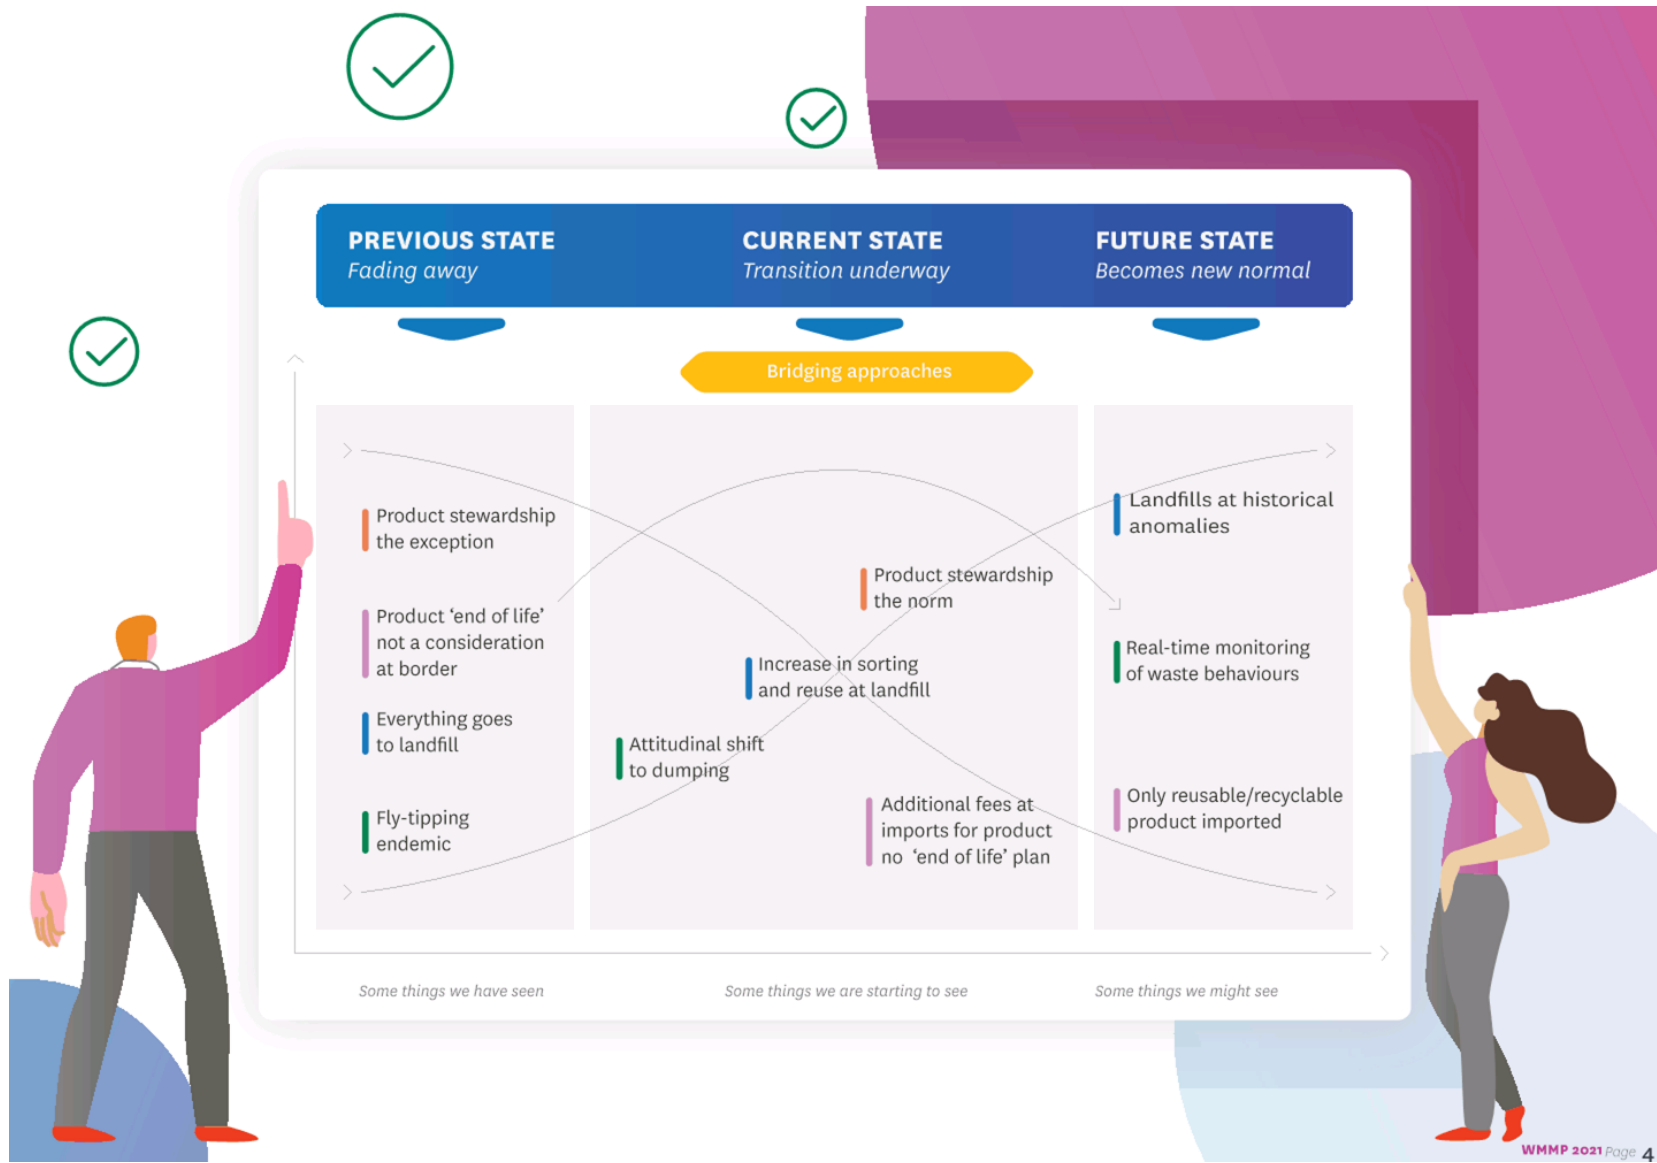 PREVIOUS STATE
Fading away
CURRENT STATE
Transition underway
FUTURE STATE
Becomes new normal
Bridging approaches
Product stewardship
the exception
Product ‘end of life’
not a consideration
at border
Everything goes
to landfill
Fly-tipping
endemic
Product stewardship
the norm
Increase in sorting
and reuse at landfill
Attitudinal shift
to dumping
Additional fees at
imports for product
no ‘end of life’ plan
Landfills at historical
anomalies
Real-time monitoring
of waste behaviours
Only reusable/recyclable
product imported
Some things we have seen
Some things we are starting to see
Some things we might see
WMMP 2021 Page 4